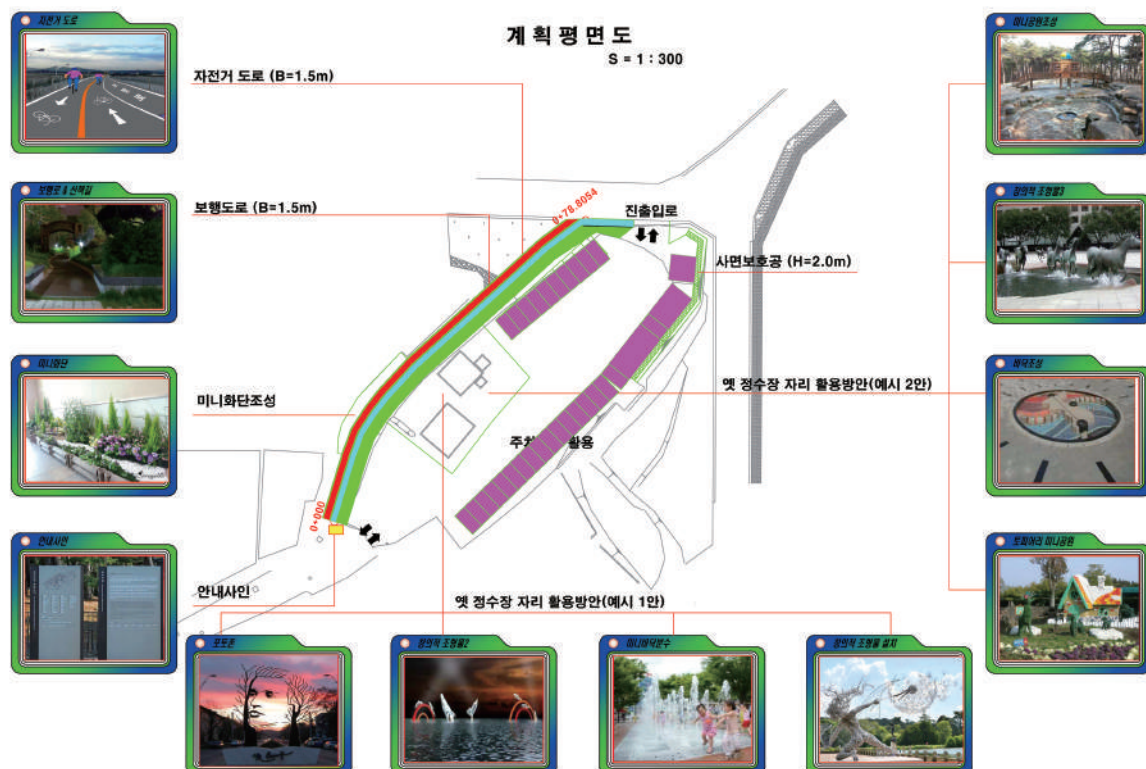 계획평면도
S = 1 : 300
자전거 도로
자전거 도로 (B=1.5m)
미니공원조성
보행로 & 산책길
보행도로 (B=1.5m)
0+78.8054
진출입로
창의적 조형물3
사면보호공 (H=2.0m)
미니화단
미니화단조성
옛 정수장 자리 활용방안(예시 2안)
바닥조성
주차
활용
0+000
안내사인
안내사인
옛 정수장 자리 활용방안(예시 1안)
토피어리 미니공원
포토존
창의적 조형물2
미니바닥분수
창의적 조형물 설치